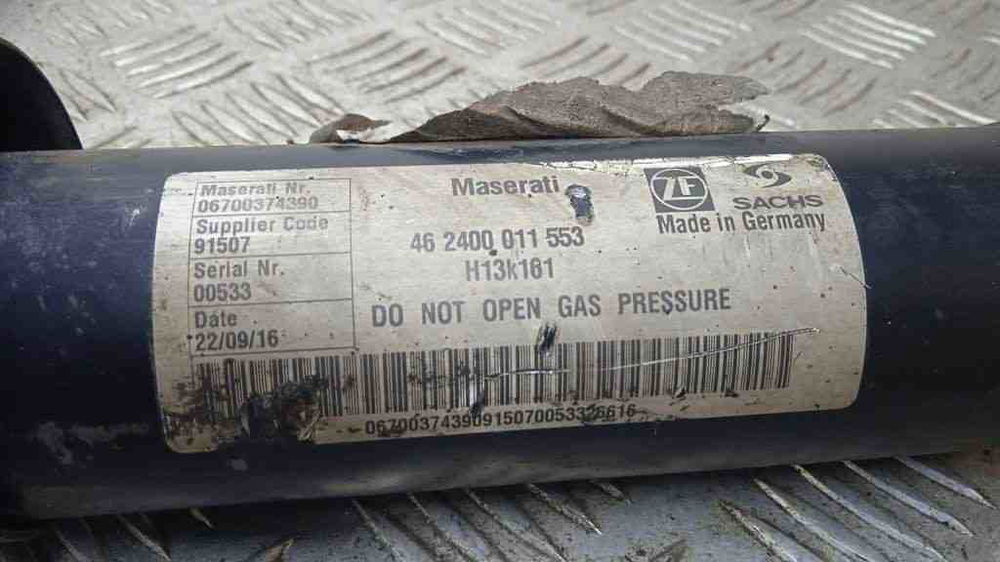 Maserati Nr.
06700374390
Supplier Code
91507
Serial Nr.
00533
Date
22/09/16
Maserati
ZF
SACHS
Made in Germany
46 2400 011 553
H13k161
DO NOT OPEN GAS PRESSURE
06700374390915070053326616